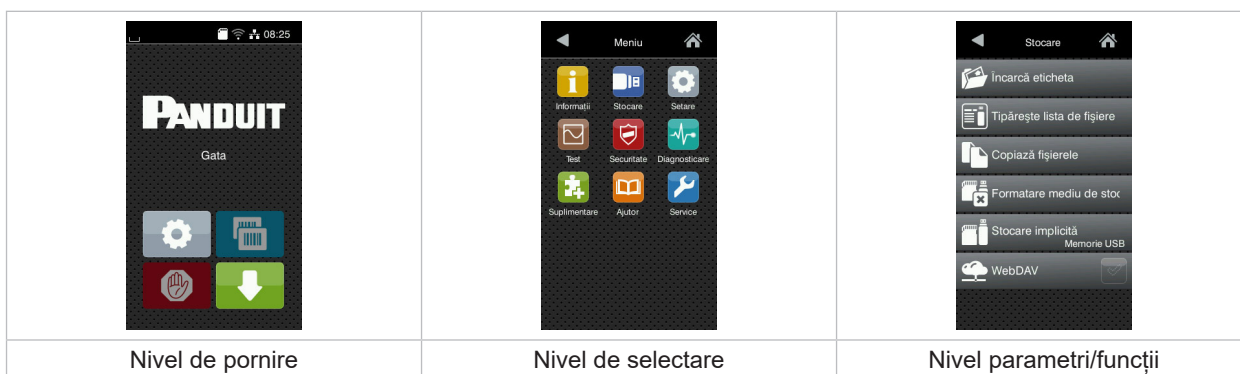 08:25
PANDUIT
Gata
Nivel de pornire
Meniu
Informații Stocare Setare
Test Securitate Diagnosticare
Suplimentare Ajutor Service
Nivel de selectare
Stocare
Încarcă eticheta
Tipărește lista de fișiere
Copiază fișierele
Formatare mediu de stoc
Stocare implicită
Memorie USB
WebDAV
Nivel parametri/funcții